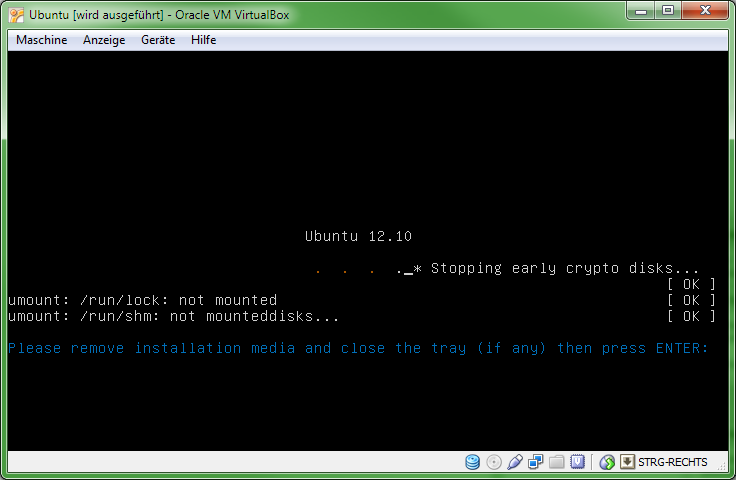 Ubuntu [wird ausgeführt] - Oracle VM VirtualBox
Maschine Anzeige Geräte Hilfe
Ubuntu 12.10
. . . ._* Stopping early crypto disks...
[ OK ]
umount: /run/lock: not mounted [ OK ]
umount: /run/shm: not mounteddisks... [ OK ]
Please remove installation media and close the tray (if any) then press ENTER:
STRG-RECHTS